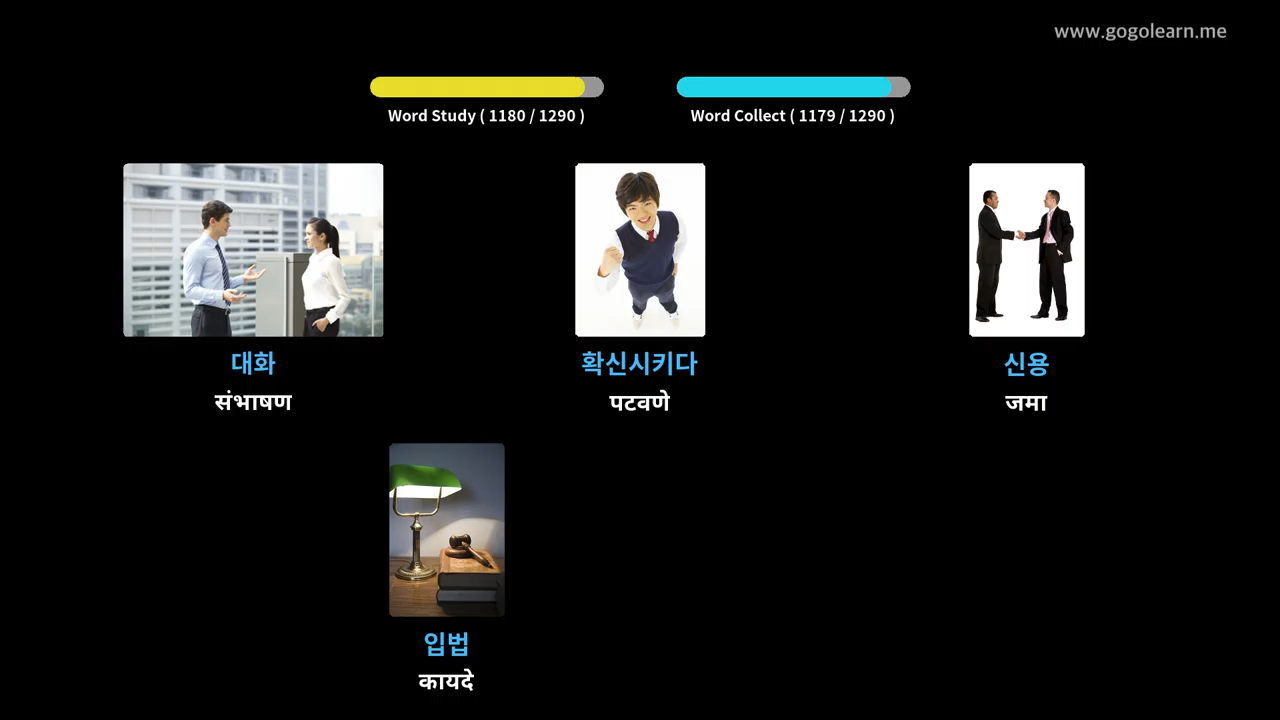 www.gogolearn.me
Word Study ( 1180 / 1290 )
Word Collect ( 1179 / 1290 )
대화
확신시키다
신용
संभाषण
पटवणे
जमा
입법
कायदे